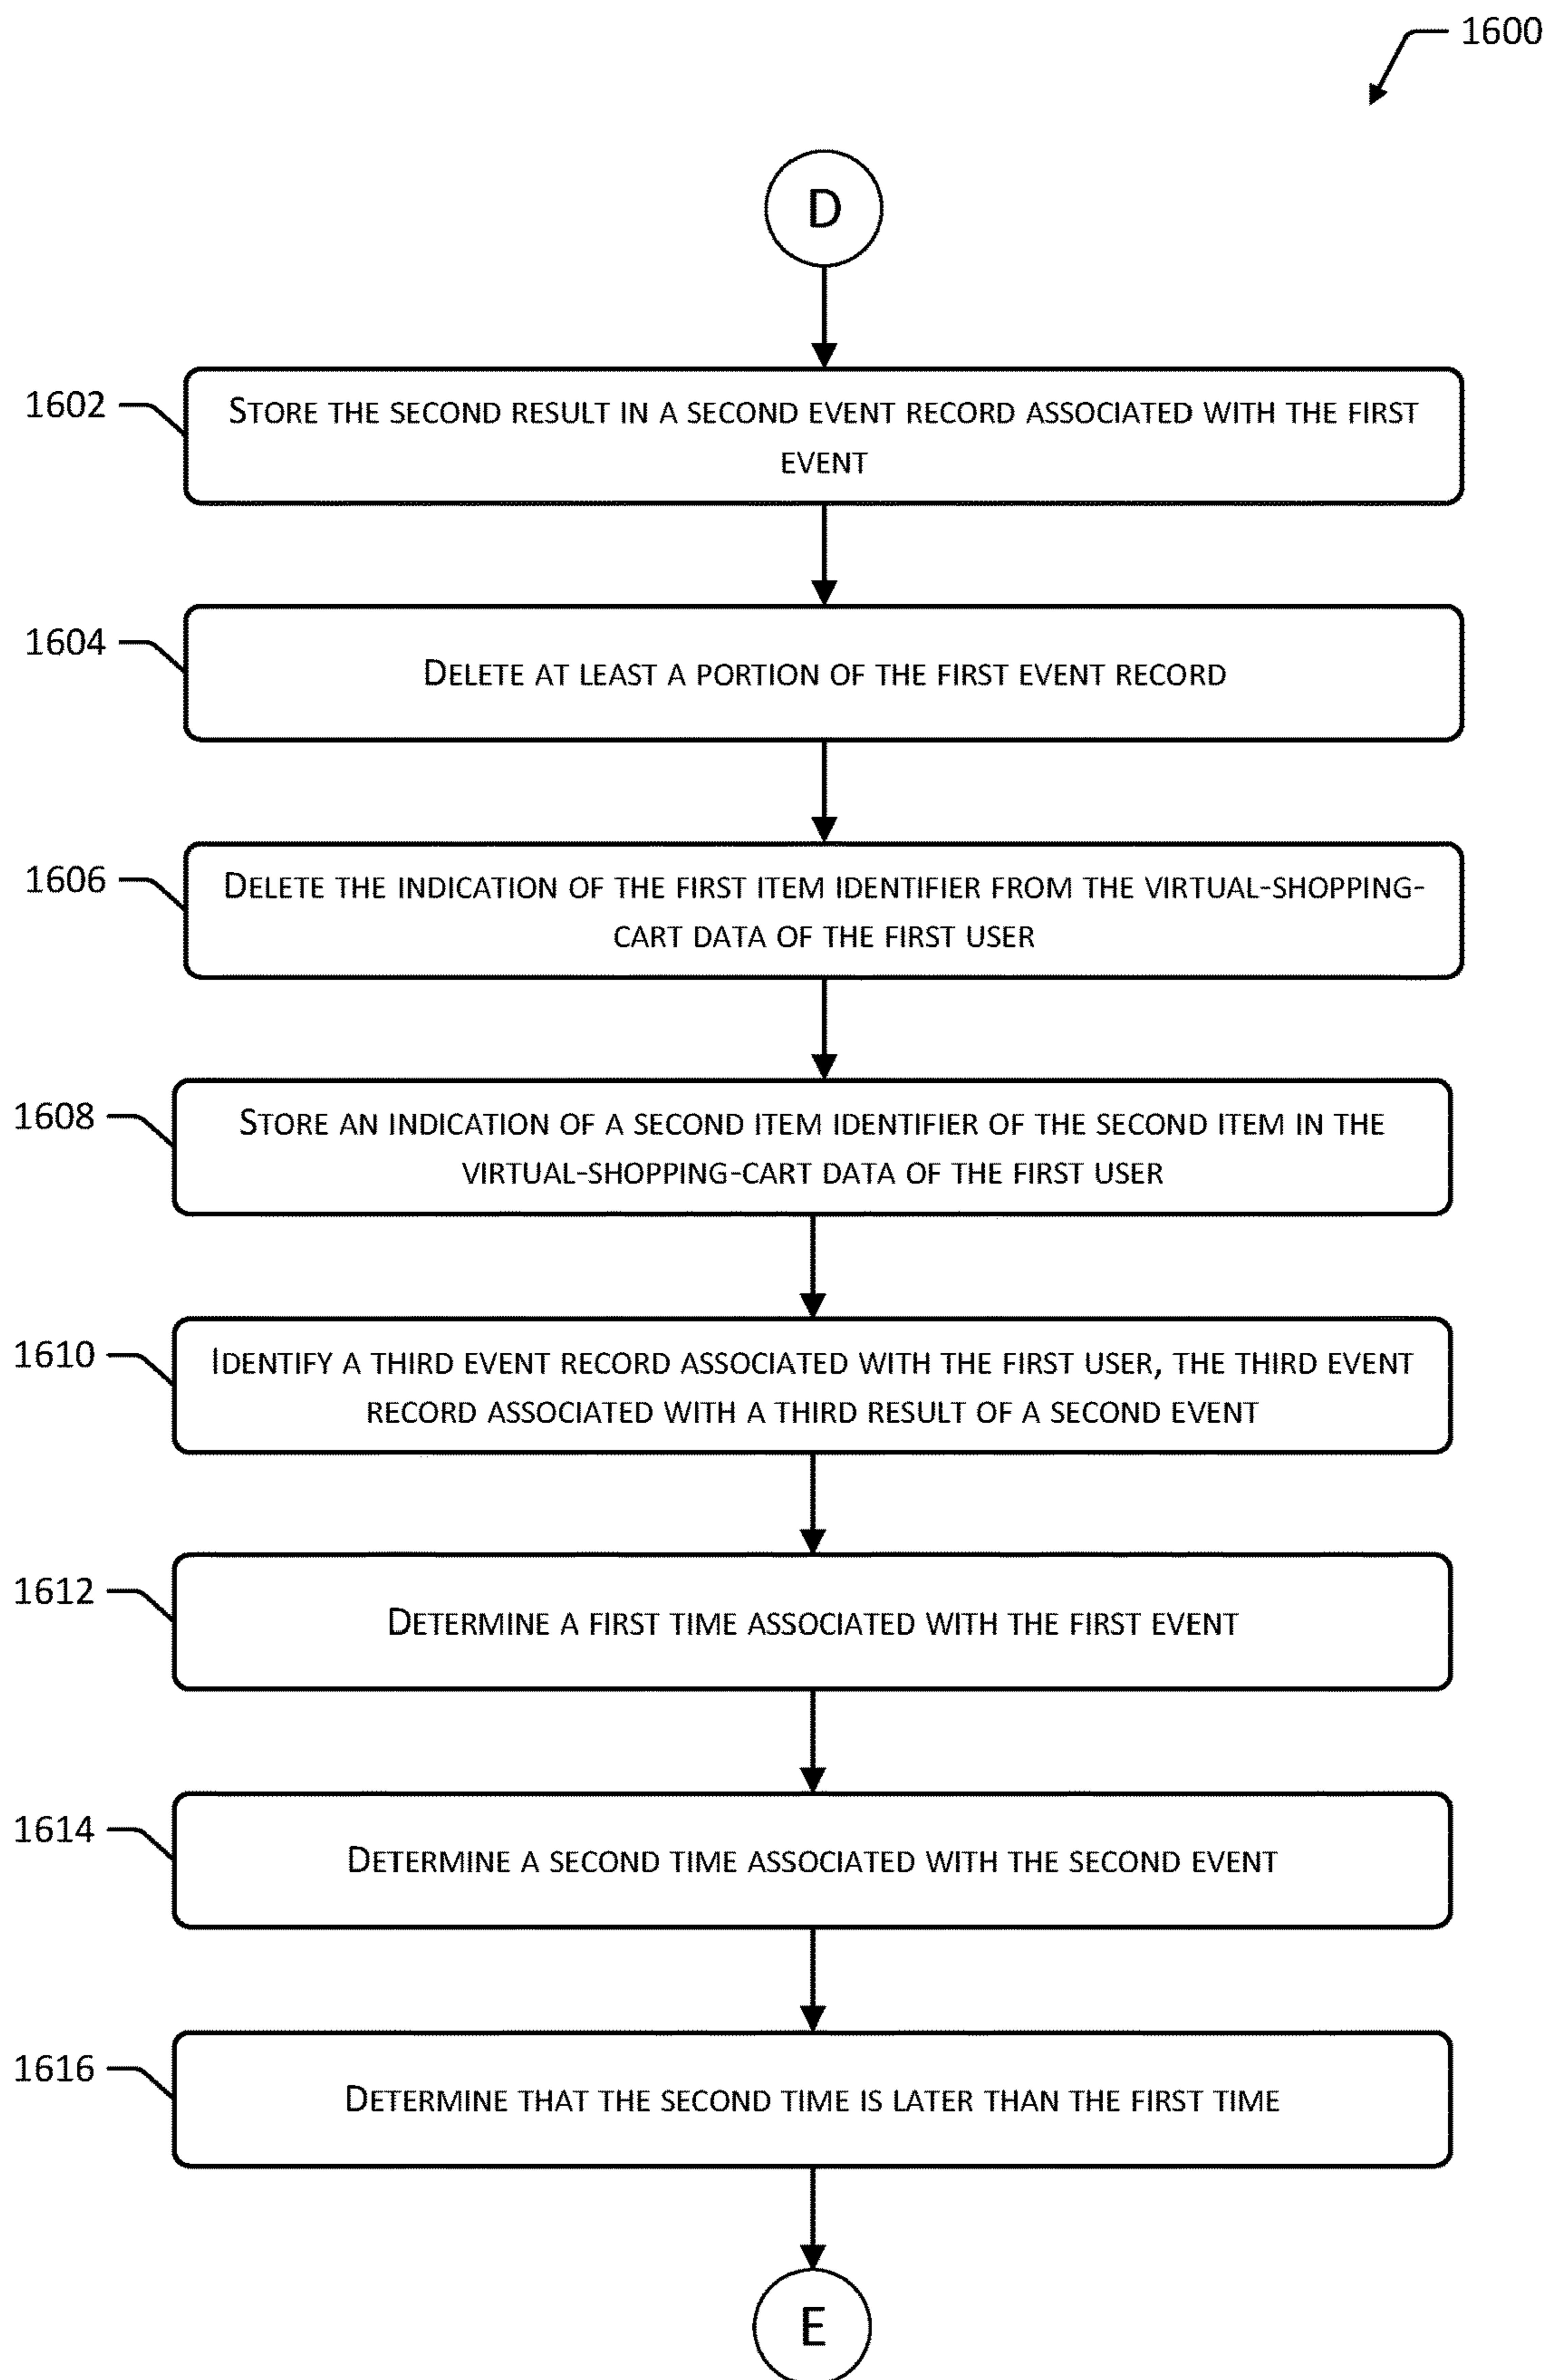 1600
D
1602
STORE THE SECOND RESULT IN A SECOND EVENT RECORD ASSOCIATED WITH THE FIRST
EVENT
1604
DELETE AT LEAST A PORTION OF THE FIRST EVENT RECORD
1606
DELETE THE INDICATION OF THE FIRST ITEM IDENTIFIER FROM THE VIRTUAL-SHOPPING-
CART DATA OF THE FIRST USER
1608
STORE AN INDICATION OF A SECOND ITEM IDENTIFIER OF THE SECOND ITEM IN THE
VIRTUAL-SHOPPING-CART DATA OF THE FIRST USER
1610
IDENTIFY A THIRD EVENT RECORD ASSOCIATED WITH THE FIRST USER, THE THIRD EVENT
RECORD ASSOCIATED WITH A THIRD RESULT OF A SECOND EVENT
1612
DETERMINE A FIRST TIME ASSOCIATED WITH THE FIRST EVENT
1614
DETERMINE A SECOND TIME ASSOCIATED WITH THE SECOND EVENT
1616
DETERMINE THAT THE SECOND TIME IS LATER THAN THE FIRST TIME
E